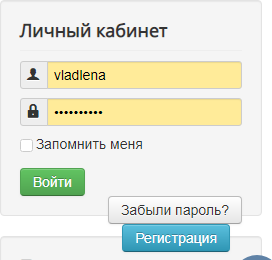 Личный кабинет
vladlena
••••••••••
Запомнить меня
Войти
Забыли пароль?
Регистрация